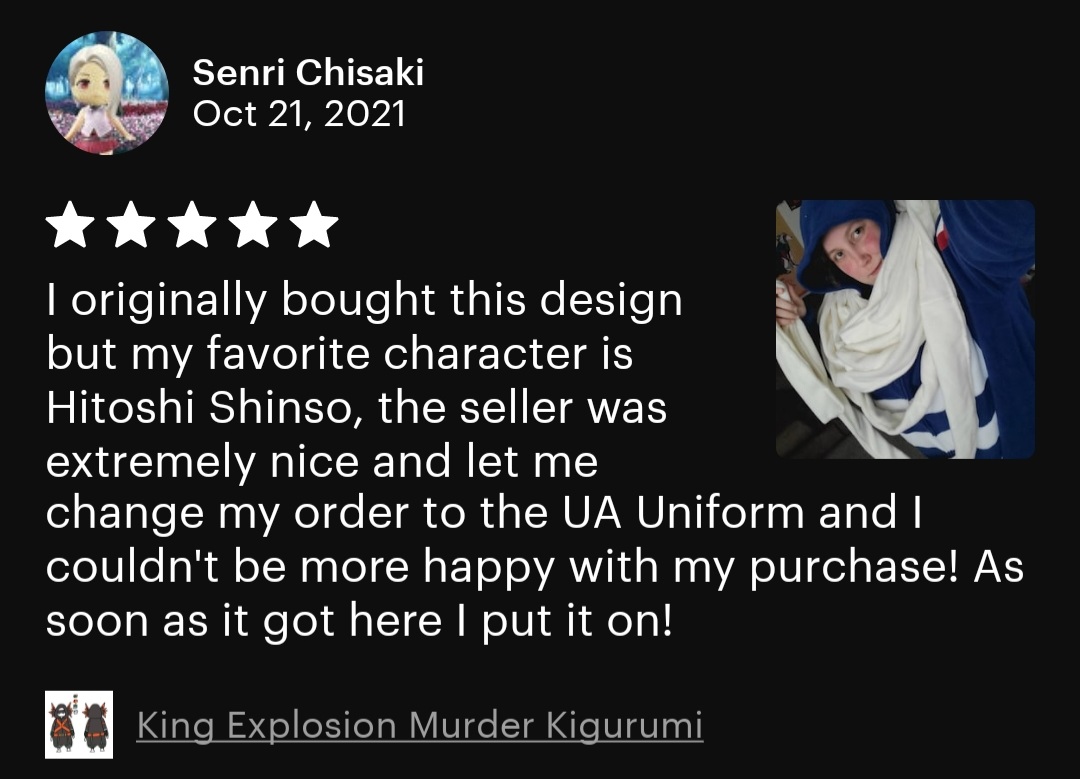 Senri Chisaki
Oct 21, 2021
I originally bought this design
but my favorite character is
Hitoshi Shinso, the seller was
extremely nice and let me
change my order to the UA Uniform and I
couldn't be more happy with my purchase! As
soon as it got here I put it on!
King Explosion Murder Kigurumi